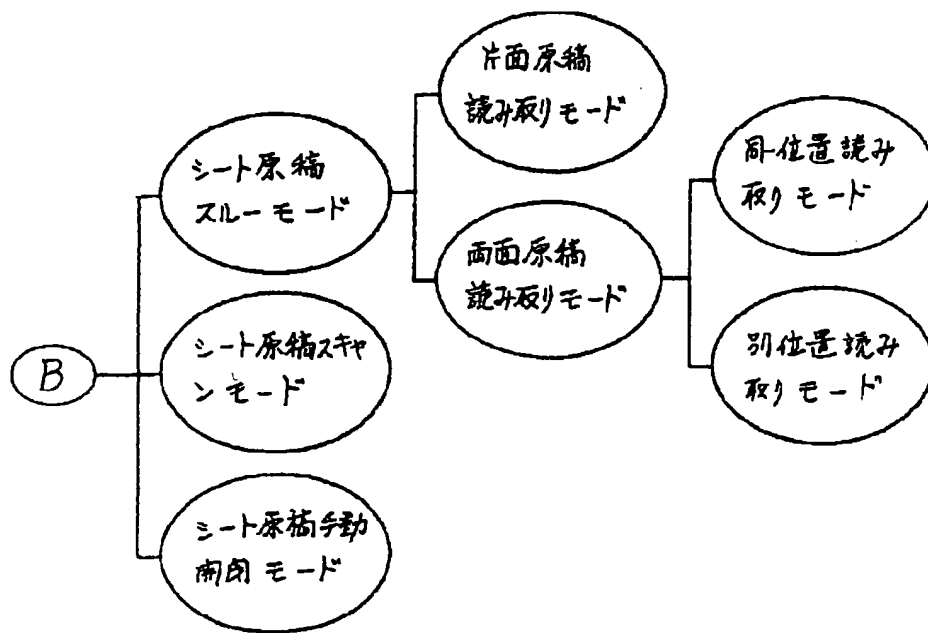 片面原稿
読み取りモード
シート原稿
スルーモード
同一位置読み
取りモード
両面原稿
読み取りモード
B
シート原稿スキャ
ンモード
別位置読み
取りモード
シート原稿手動
開閉モード